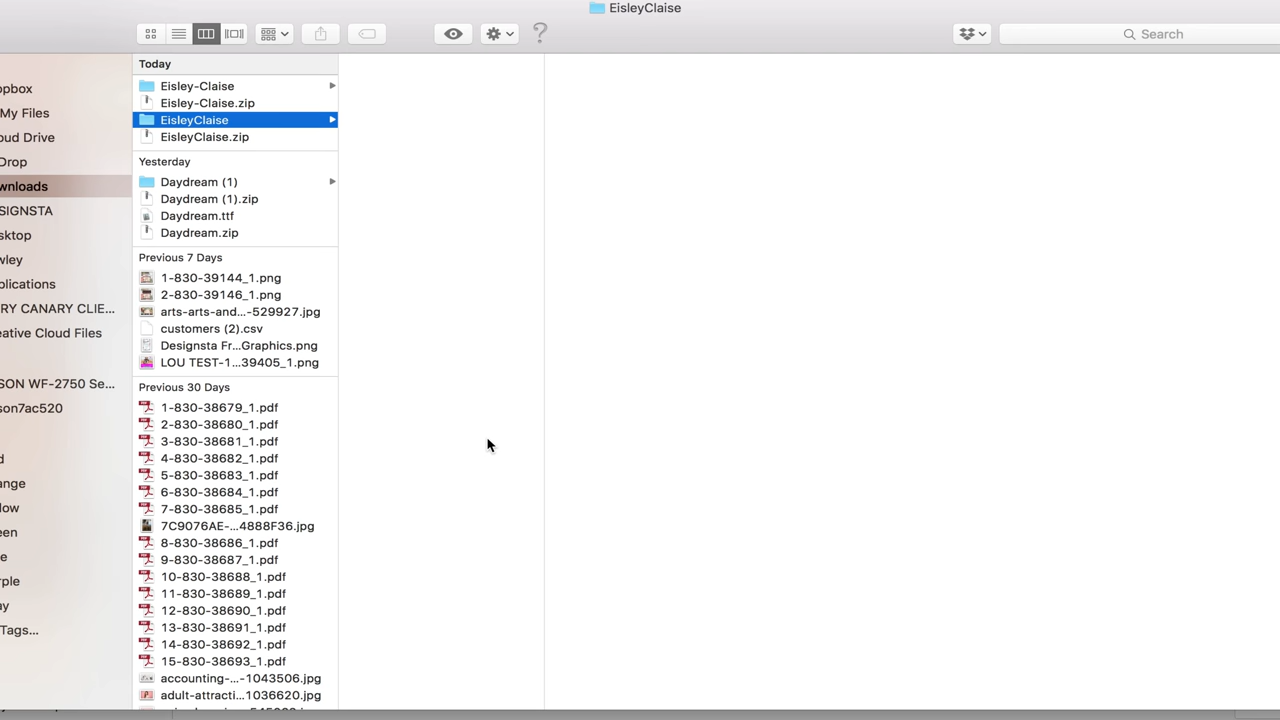 EisleyClaise
?
Search
opbox
My Files
oud Drive
Drop
wnloads
SIGNSTA
sktop
wley
plications
RY CANARY CLIE...
eative Cloud Files
SON WF-2750 Se...
son7ac520
d
ange
low
een
e
rple
ay
Tags...
Today
Eisley-Claise
Eisley-Claise.zip
EisleyClaise
EisleyClaise.zip
Yesterday
Daydream (1)
Daydream (1).zip
Daydream.ttf
Daydream.zip
Previous 7 Days
1-830-39144_1.png
2-830-39146_1.png
arts-arts-and...-529927.jpg
customers (2).csv
Designsta Fr...Graphics.png
LOU TEST-1...39405_1.png
Previous 30 Days
1-830-38679_1.pdf
2-830-38680_1.pdf
3-830-38681_1.pdf
4-830-38682_1.pdf
5-830-38683_1.pdf
6-830-38684_1.pdf
7-830-38685_1.pdf
7C9076AE-...4888F36.jpg
8-830-38686_1.pdf
9-830-38687_1.pdf
10-830-38688_1.pdf
11-830-38689_1.pdf
12-830-38690_1.pdf
13-830-38691_1.pdf
14-830-38692_1.pdf
15-830-38693_1.pdf
accounting-...-1043506.jpg
adult-attracti...1036620.jpg